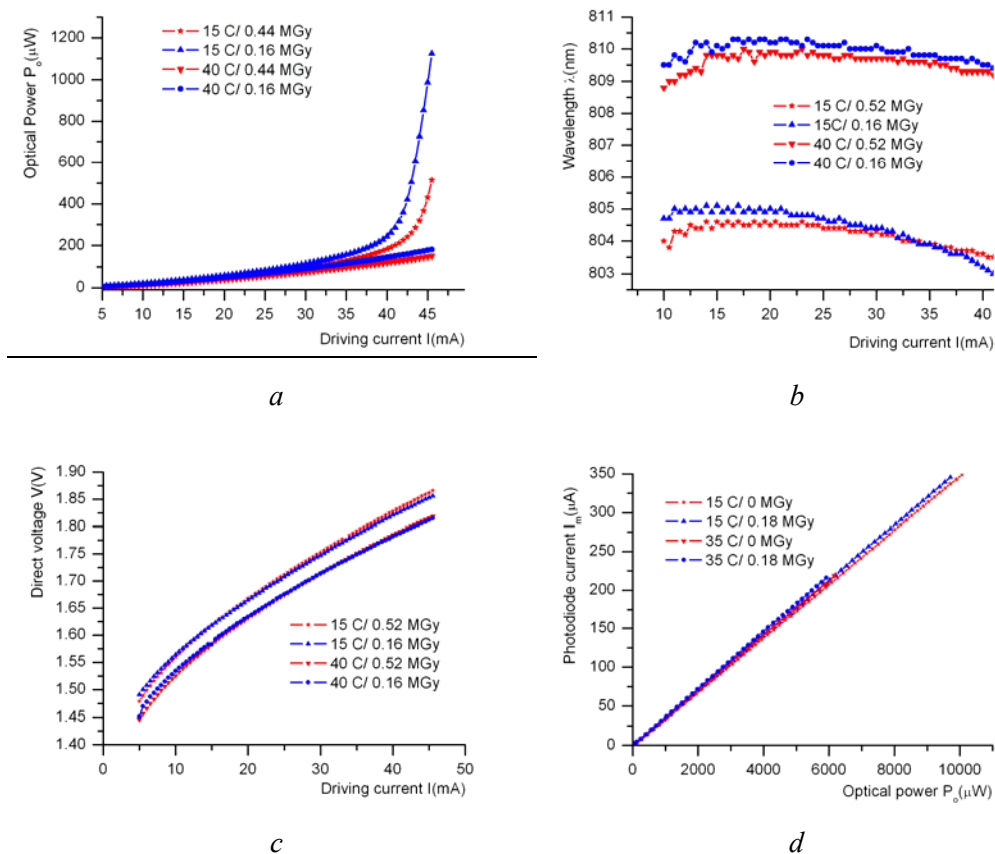 Optical Power P₀(μW)
1200
1000
800
600
400
200
0
15 C/ 0.44 MGy
15 C/ 0.16 MGy
40 C/ 0.44 MGy
40 C/ 0.16 MGy
5 10 15 20 25 30 35 40 45
Driving current I(mA)
a
Wavelength λ(nm)
811
810
809
808
807
806
805
804
803
15 C/ 0.52 MGy
15C/ 0.16 MGy
40 C/ 0.52 MGy
40 C/ 0.16 MGy
10 15 20 25 30 35 40
Driving current I(mA)
b
Direct voltage V(V)
1.90
1.85
1.80
1.75
1.70
1.65
1.60
1.55
1.50
1.45
1.40
15 C/ 0.52 MGy
15 C/ 0.16 MGy
40 C/ 0.52 MGy
40 C/ 0.16 MGy
0 10 20 30 40 50
Driving current I(mA)
c
Photodiode current Iₘ(μA)
350
300
250
200
150
100
50
0
15 C/ 0 MGy
15 C/ 0.18 MGy
35 C/ 0 MGy
35 C/ 0.18 MGy
0 2000 4000 6000 8000 10000
Optical power P₀(μW)
d